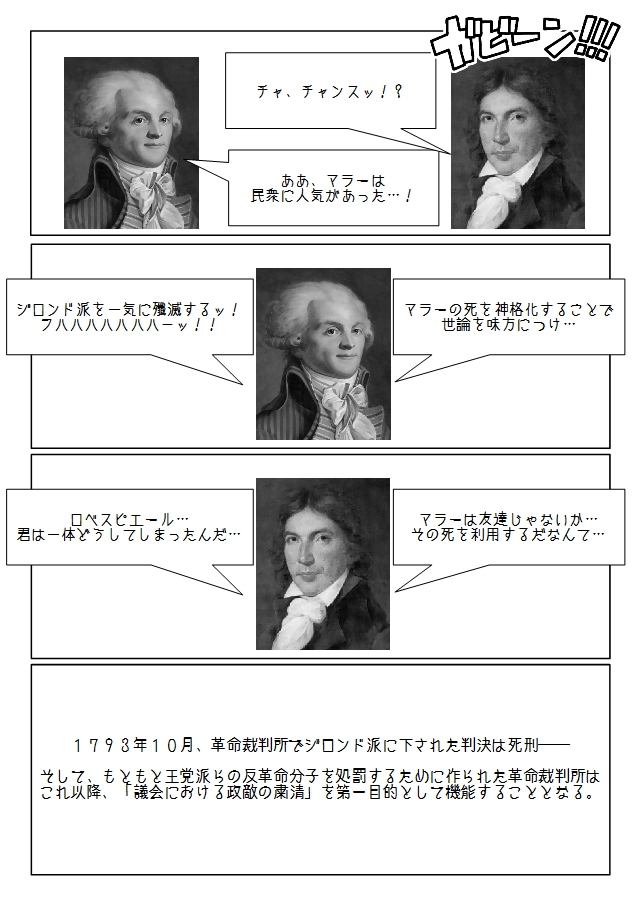 ガビーン!!!
チャ、チャンスッ！？
ああ、マラーは
民衆に人気があった…！
マラーの死を神格化することで
世論を味方につけ…
ジロンド派を一気に殲滅するッ！
フハハハハハハハーッ！！
マラーは友達じゃないか…
その死を利用するだなんて…
ロベスピエール…
君は一体どうしてしまったんだ…
１７９３年１０月、革命裁判所でジロンド派に下された判決は死刑――
そして、もともと王党派らの反革命分子を処罰するために作られた革命裁判所は
これ以降、「議会における政敵の粛清」を第一目的として機能することとなる。